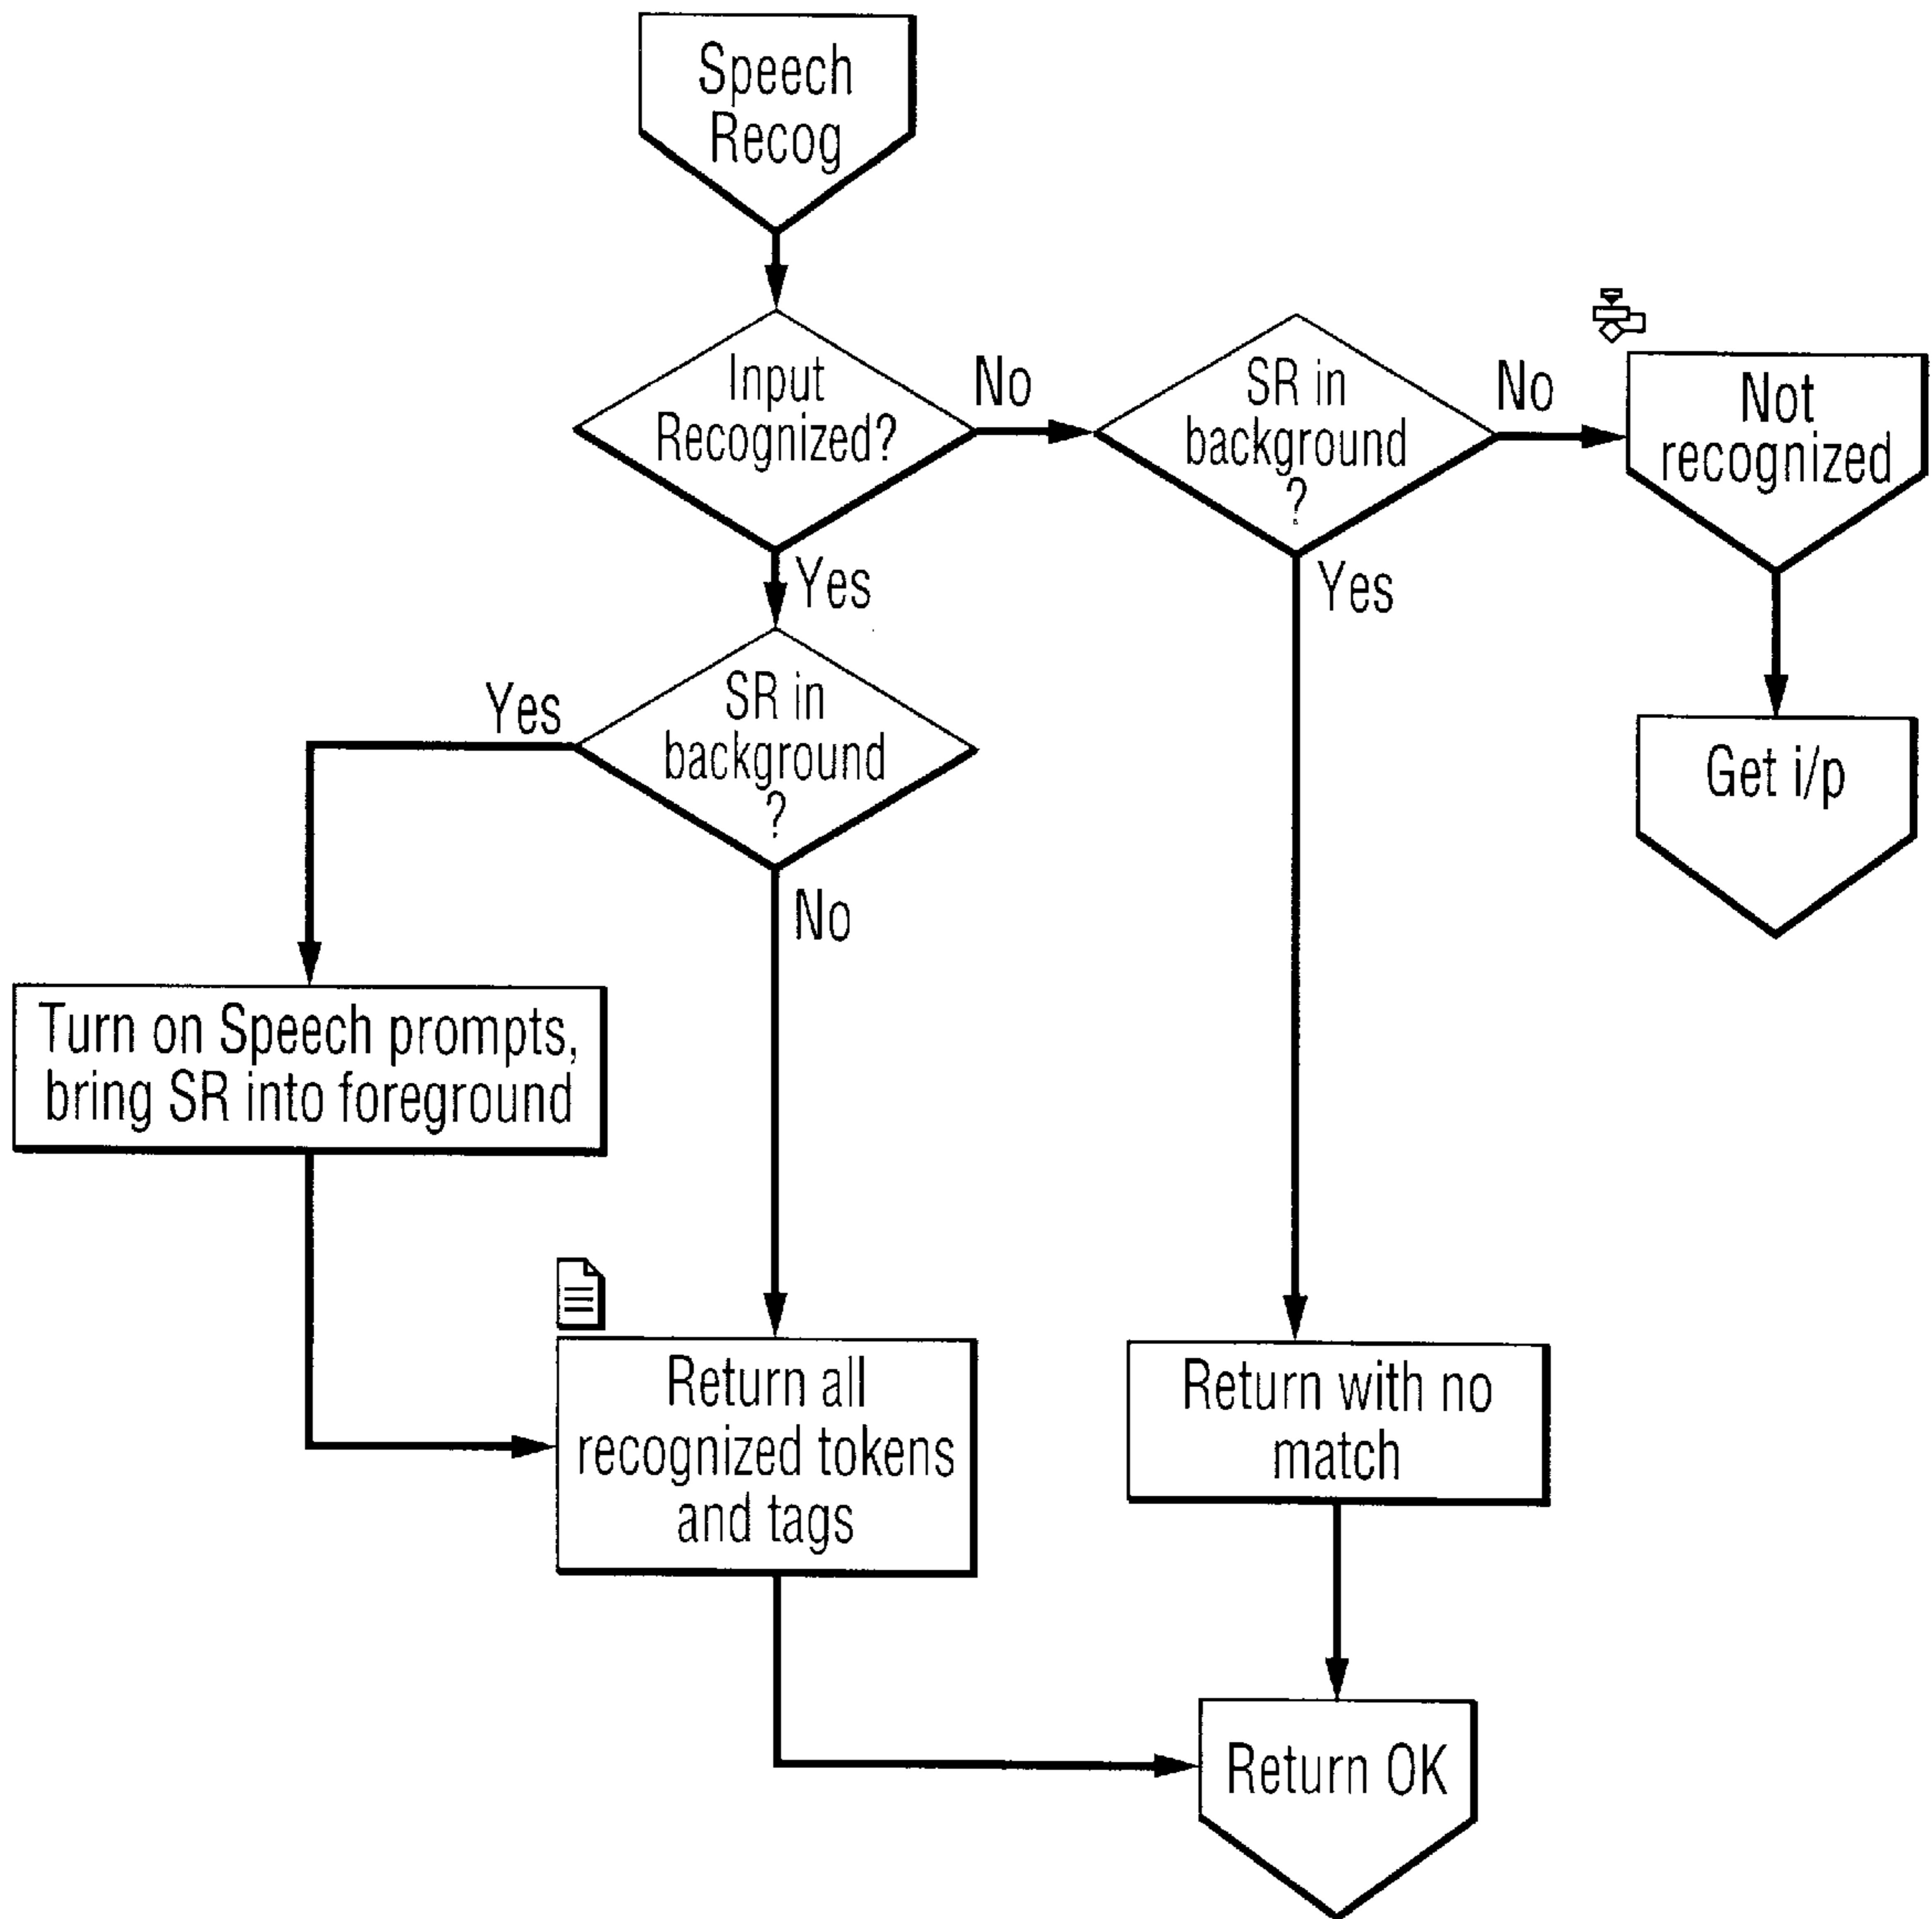 Speech
Recog
Input
Recognized?
No
SR in
background
?
No
Not
recognized
Yes
Yes
Get i/p
Yes
SR in
background
?
No
Turn on Speech prompts,
bring SR into foreground
Return all
recognized tokens
and tags
Return with no
match
Return OK